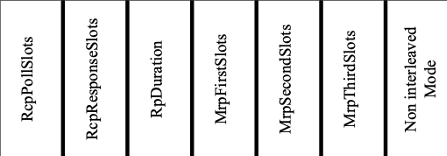 RcpPollSlots
RcpResponseSlots
RpDuration
MrpFirstSlots
MrpSecondSlots
MrpThirdSlots
Non interleaved
Mode